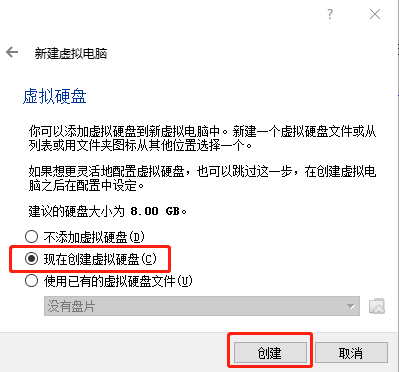 ?
新建虚拟电脑
虚拟硬盘
你可以添加虚拟硬盘到新虚拟电脑中。新建一个虚拟硬盘文件或从
列表或用文件夹图标从其他位置选择一个。
如果想更灵活地配置虚拟硬盘，也可以跳过这一步，在创建虚拟电
脑之后在配置中设定。
建议的硬盘大小为 8.00 GB。
不添加虚拟硬盘(D)
现在创建虚拟硬盘(C)
使用已有的虚拟硬盘文件(U)
没有盘片
创建 取消